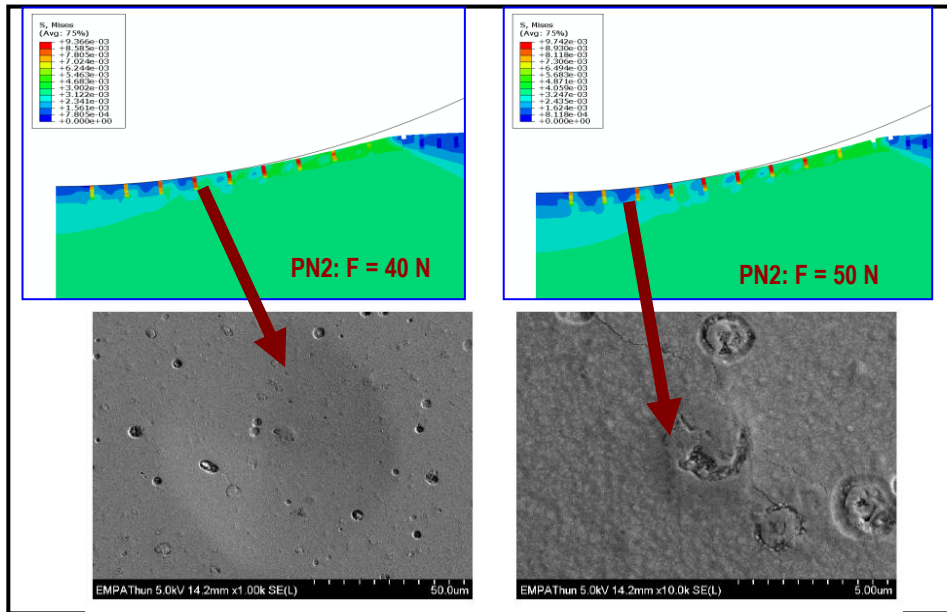 S, Mises
(Avg: 75%)
+9.366e-03
+8.585e-03
+7.805e-03
+7.024e-03
+6.244e-03
+5.463e-03
+4.683e-03
+3.902e-03
+3.122e-03
+2.341e-03
+1.561e-03
+7.805e-04
+0.000e+00
PN2: F = 40 N
S, Mises
(Avg: 75%)
+9.742e-03
+8.930e-03
+8.118e-03
+7.306e-03
+6.494e-03
+5.683e-03
+4.871e-03
+4.059e-03
+3.247e-03
+2.435e-03
+1.624e-03
+8.118e-04
+0.000e+00
PN2: F = 50 N
EMPAThun 5.0kV 14.2mm x1.00k SE(L) 50.0um
EMPAThun 5.0kV 14.2mm x10.0k SE(L) 5.00um